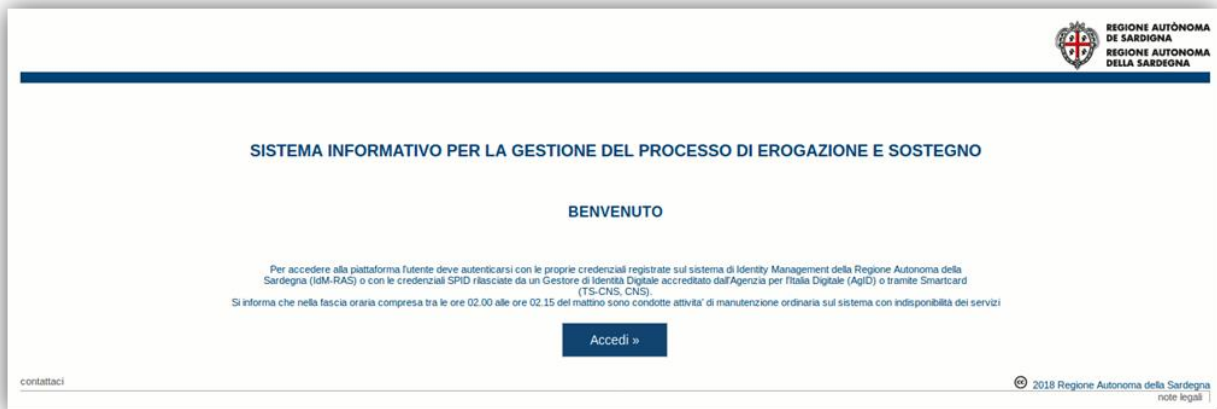 REGIONE AUTÒNOMA
DE SARDIGNA
REGIONE AUTONOMA
DELLA SARDEGNA
SISTEMA INFORMATIVO PER LA GESTIONE DEL PROCESSO DI EROGAZIONE E SOSTEGNO
BENVENUTO
Per accedere alla piattaforma l'utente deve autenticarsi con le proprie credenziali registrate sul sistema di Identity Management della Regione Autonoma della
Sardegna (IdM-RAS) o con le credenziali SPID rilasciate da un Gestore di Identità Digitale accreditato dall'Agenzia per l'Italia Digitale (AgID) o tramite Smartcard
(TS-CNS, CNS).
Si informa che nella fascia oraria compresa tra le ore 02.00 alle ore 02.15 del mattino sono condotte attivita' di manutenzione ordinaria sul sistema con indisponibilità dei servizi
Accedi »
contattaci
cc 2018 Regione Autonoma della Sardegna
note legali